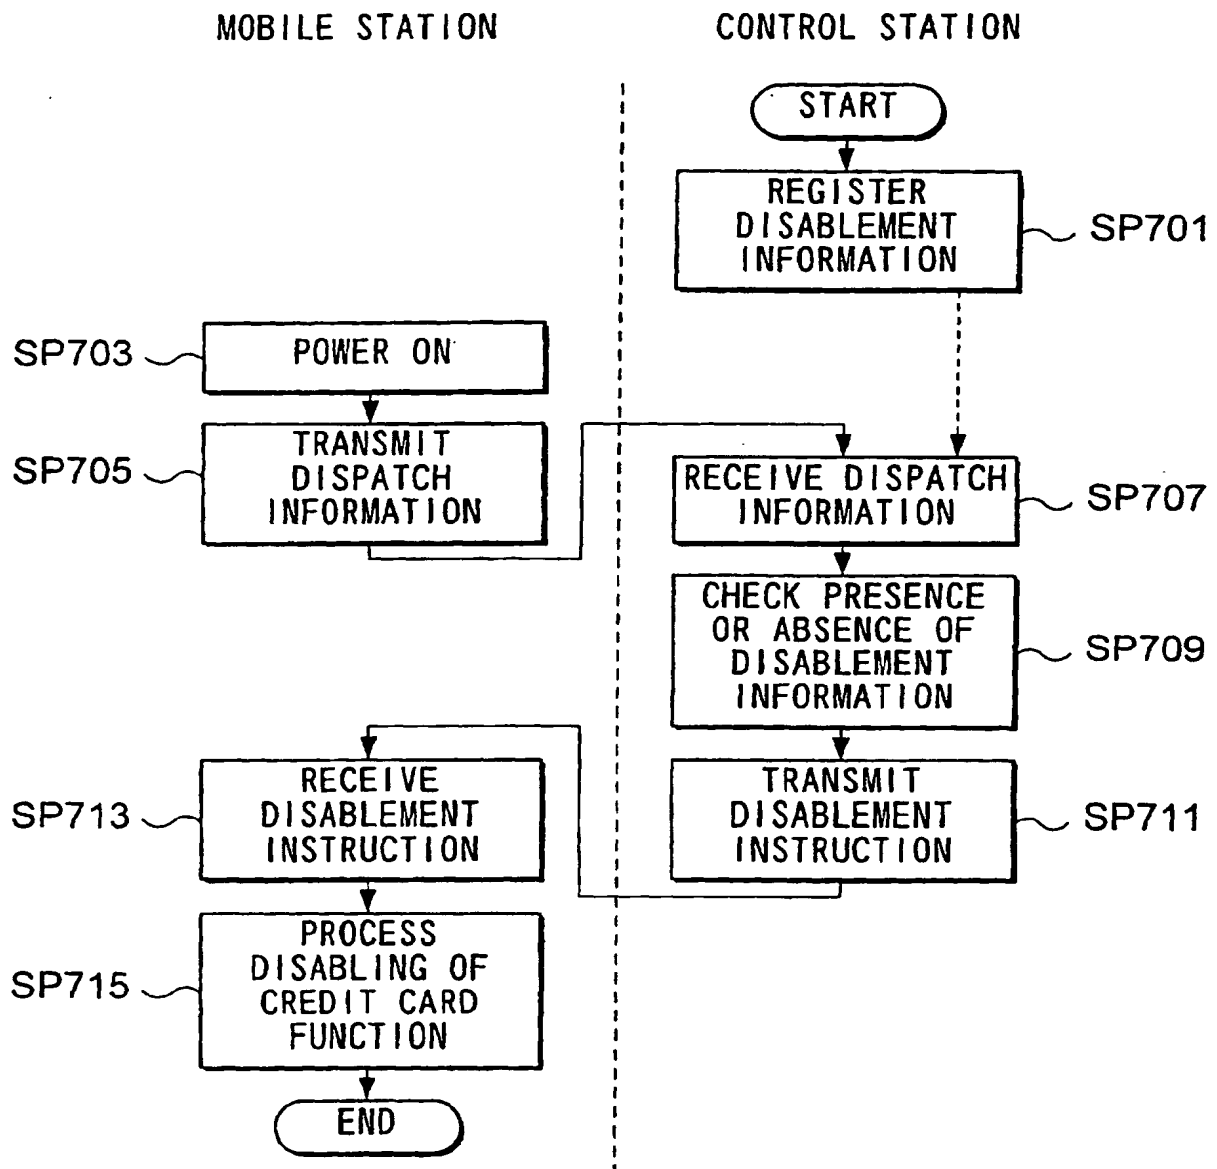 MOBILE STATION
CONTROL STATION
START
REGISTER
DISABLEMENT
INFORMATION
SP701
SP703
POWER ON
SP705
TRANSMIT
DISPATCH
INFORMATION
RECEIVE DISPATCH
INFORMATION
SP707
CHECK PRESENCE
OR ABSENCE OF
DISABLEMENT
INFORMATION
SP709
TRANSMIT
DISABLEMENT
INSTRUCTION
SP711
SP713
RECEIVE
DISABLEMENT
INSTRUCTION
SP715
PROCESS
DISABLING OF
CREDIT CARD
FUNCTION
END